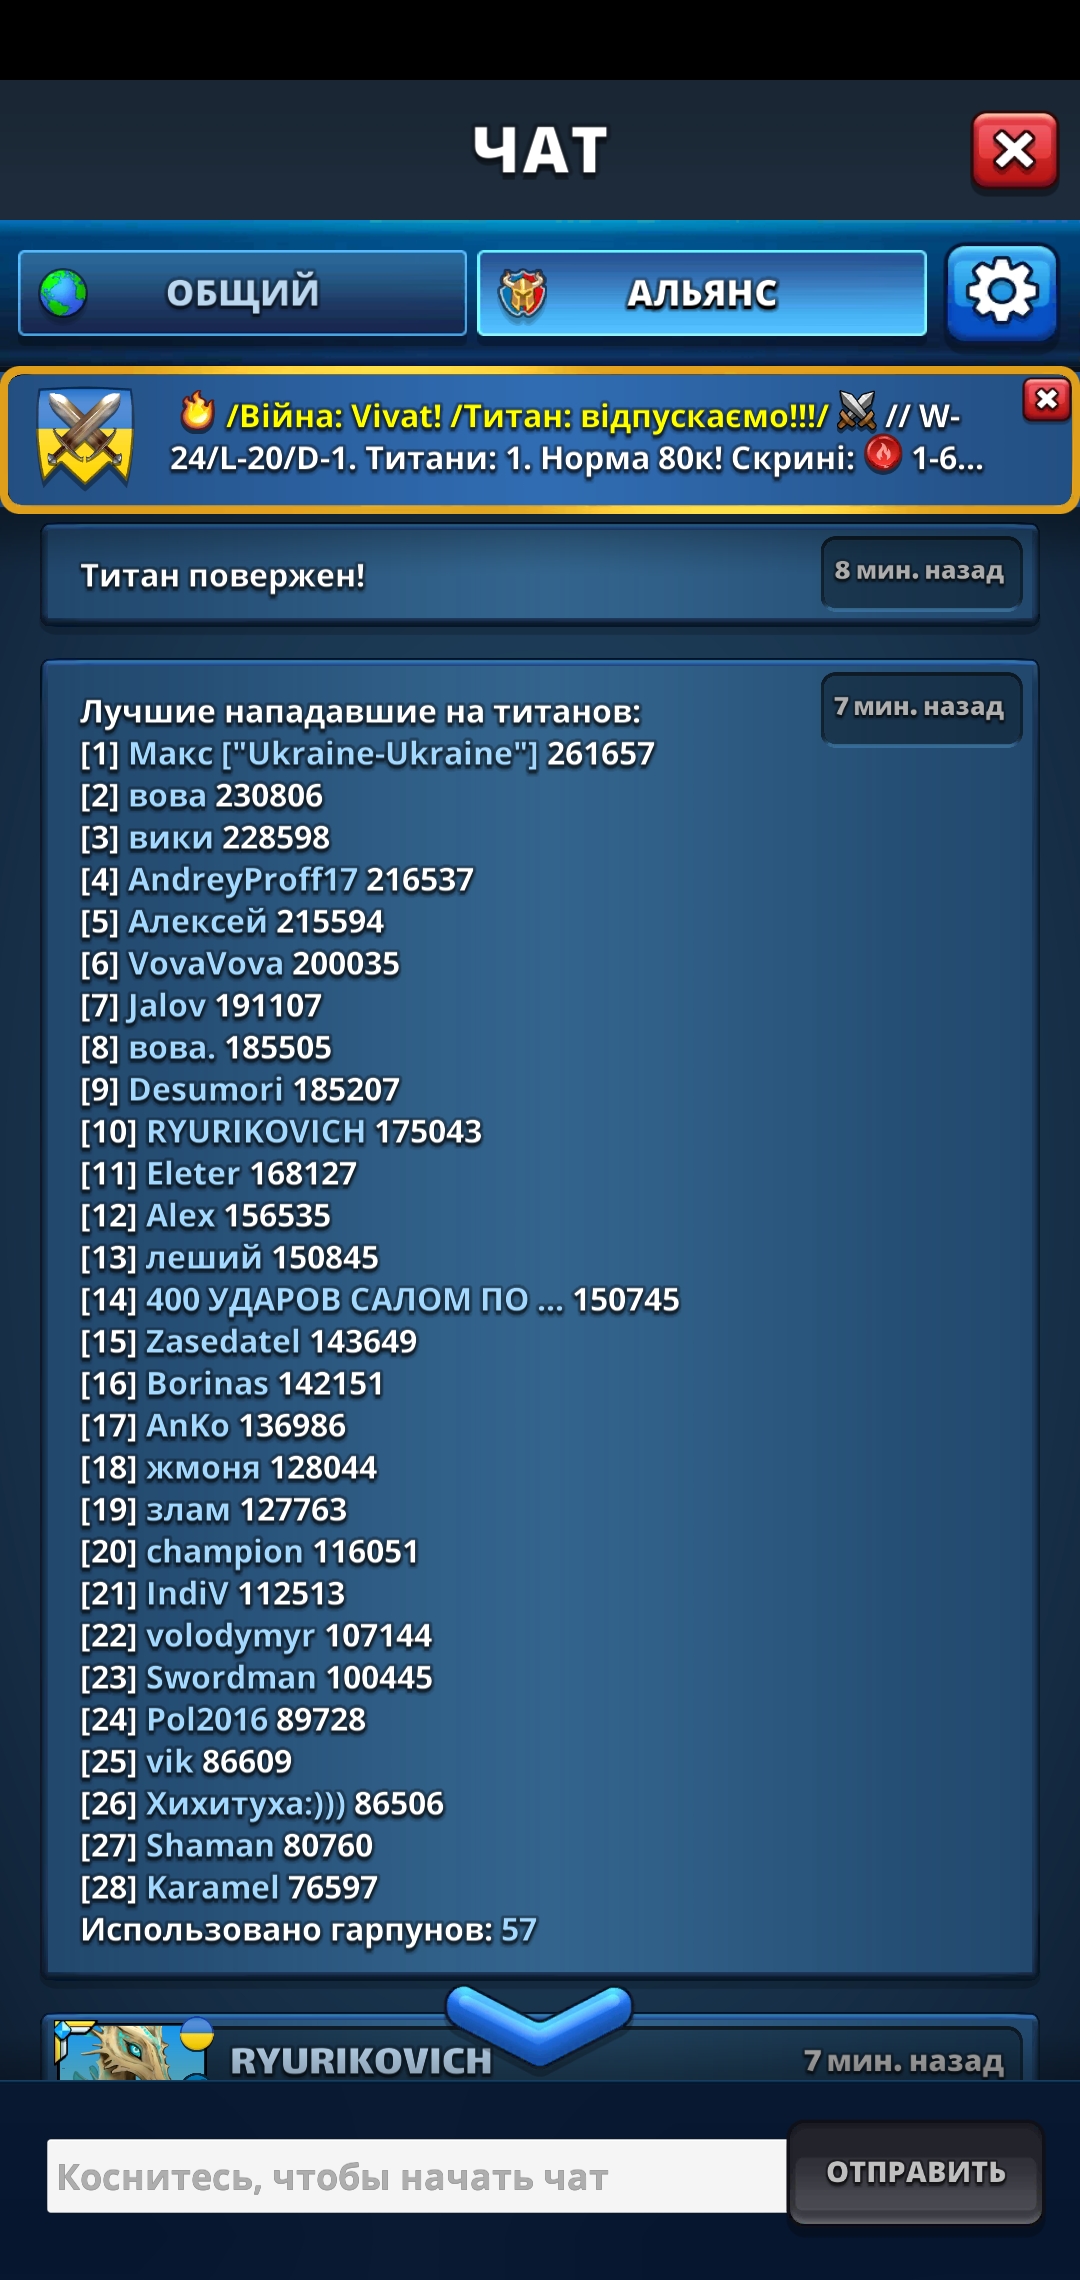 ЧАТ
ОБЩИЙ
АЛЬЯНС
/Війна: Vivat! /Титан: відпускаємо!!!/ // W-
24/L-20/D-1. Титани: 1. Норма 80к! Скрині: 1-6...
Титан повержен!
8 мин. назад
7 мин. назад
Лучшие нападавшие на титанов:
[1] Макс ["Ukraine-Ukraine"] 261657
[2] вова 230806
[3] вики 228598
[4] AndreyProff17 216537
[5] Алексей 215594
[6] VovaVova 200035
[7] Jalov 191107
[8] вова. 185505
[9] Desumori 185207
[10] RYURIKOVICH 175043
[11] Eleter 168127
[12] Alex 156535
[13] леший 150845
[14] 400 УДАРОВ САЛОМ ПО ... 150745
[15] Zasedatel 143649
[16] Borinas 142151
[17] AnKo 136986
[18] жмоня 128044
[19] злам 127763
[20] champion 116051
[21] IndiV 112513
[22] volodymyr 107144
[23] Swordman 100445
[24] Pol2016 89728
[25] vik 86609
[26] Хихитуха:))) 86506
[27] Shaman 80760
[28] Karamel 76597
Использовано гарпунов: 57
RYURIKOVICH
7 мин. назад
Коснитесь, чтобы начать чат
ОТПРАВИТЬ